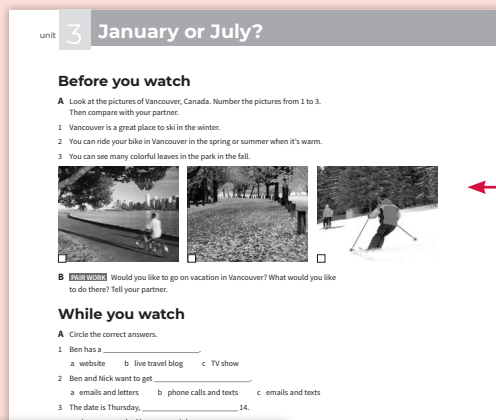 unit 3 January or July?
Before you watch
A Look at the pictures of Vancouver, Canada. Number the pictures from 1 to 3.
Then compare with your partner.
1 Vancouver is a great place to ski in the winter.
2 You can ride your bike in Vancouver in the spring or summer when it's warm.
3 You can see many colorful leaves in the park in the fall.
B PAIR WORK Would you like to go on vacation in Vancouver? What would you like
to do there? Tell your partner.
While you watch
A Circle the correct answers.
1 Ben has a ______________________.
a website b live travel blog c TV show
2 Ben and Nick want to get ______________________.
a emails and letters b phone calls and texts c emails and texts
3 The date is Thursday, ______________________ 14.